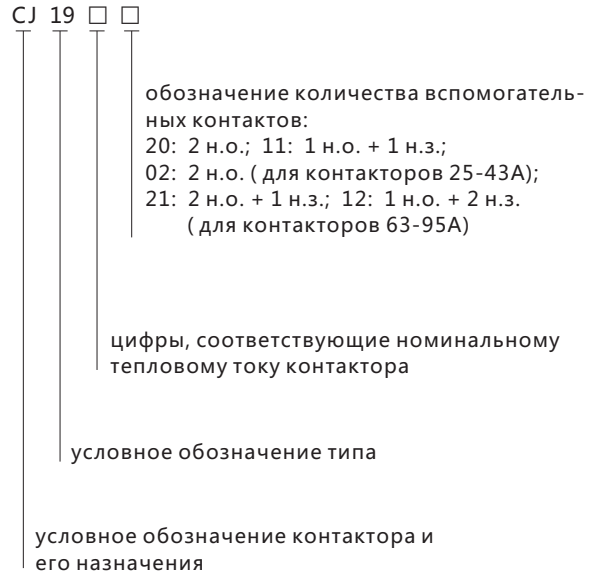 CJ 19 □ □
обозначение количества вспомогатель-
ных контактов:
20: 2 н.о.; 11: 1 н.о. + 1 н.з.;
02: 2 н.о. ( для контакторов 25-43А);
21: 2 н.о. + 1 н.з.; 12: 1 н.о. + 2 н.з.
( для контакторов 63-95А)
цифры, соответствующие номинальному
тепловому току контактора
условное обозначение типа
условное обозначение контактора и
его назначения